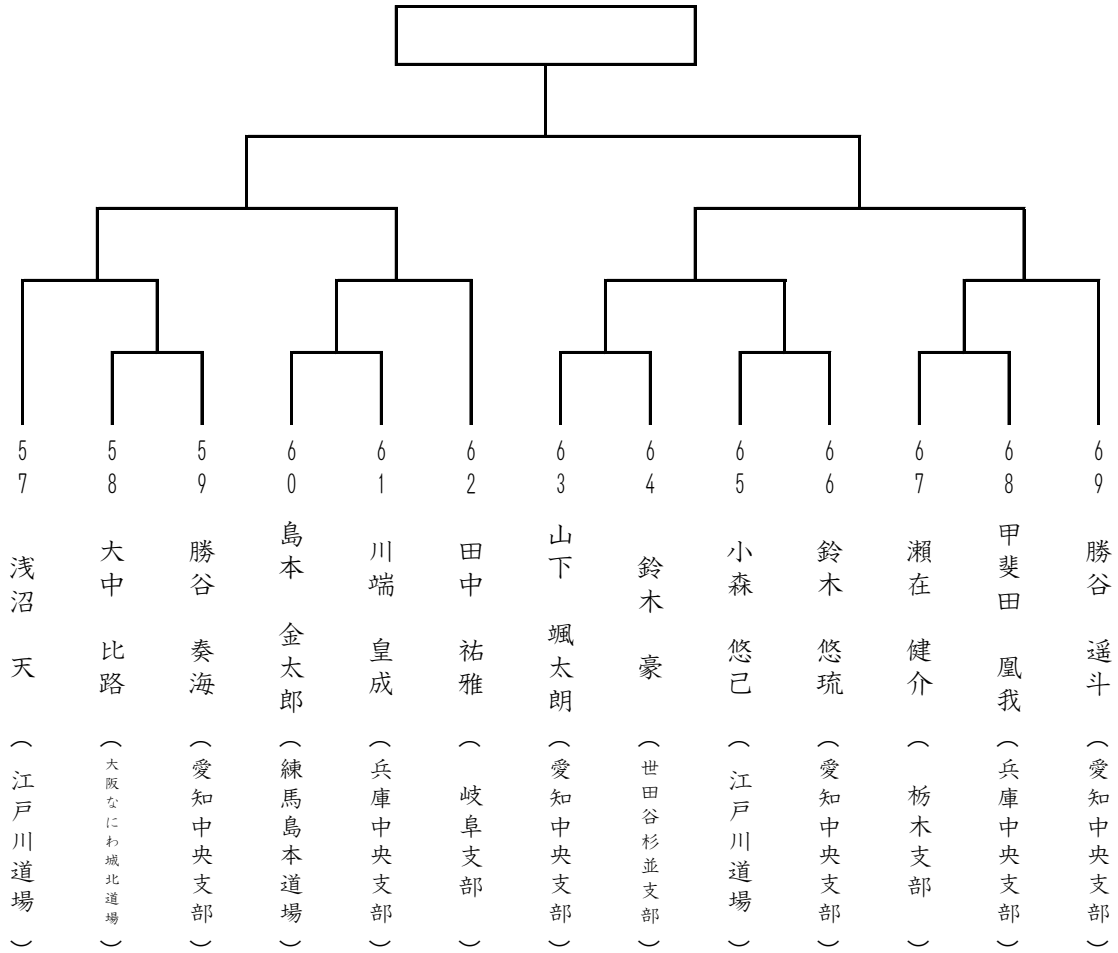 57 浅沼 天 (江戸川道場)
58 大中 比路 (大阪なにわ城北道場)
59 勝谷 奏海 (愛知中央支部)
60 島本 金太郎 (練馬島本道場)
61 川端 皇成 (兵庫中央支部)
62 田中 祐雅 (岐阜支部)
63 山下 颯太朗 (愛知中央支部)
64 鈴木 豪 (世田谷杉並支部)
65 小森 悠己 (江戸川道場)
66 鈴木 悠琉 (愛知中央支部)
67 瀬在 健介 (栃木支部)
68 甲斐田 凰我 (兵庫中央支部)
69 勝谷 遥斗 (愛知中央支部)